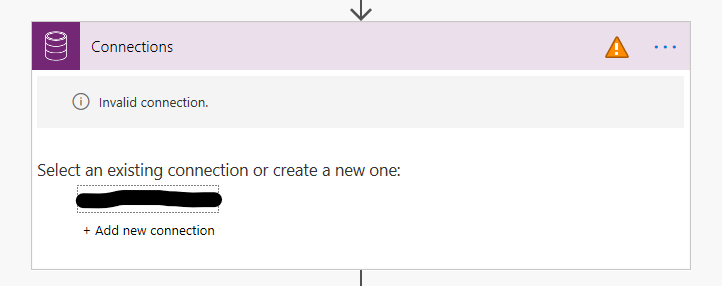 Connections
Invalid connection.
Select an existing connection or create a new one:
+ Add new connection